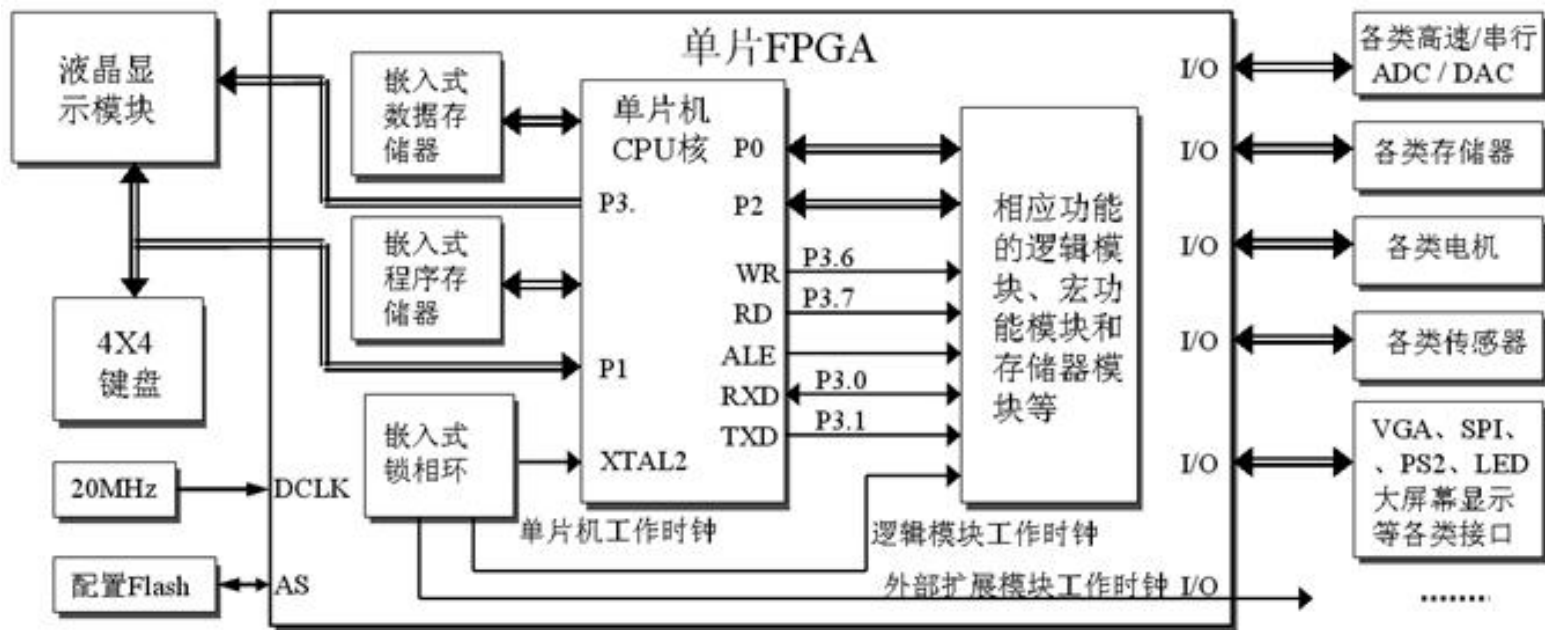 单片FPGA
液晶显
示模块
4X4
键盘
20MHz
配置Flash
DCLK
AS
嵌入式
数据存
储器
嵌入式
程序存
储器
嵌入式
锁相环
单片机
CPU核
P3.
P1
XTAL2
P0
P2
WR
RD
ALE
RXD
TXD
P3.6
P3.7
P3.0
P3.1
相应功能
的逻辑模
块、宏功
能模块和
存储器模
块等
单片机工作时钟
逻辑模块工作时钟
外部扩展模块工作时钟
I/O
I/O
I/O
I/O
I/O
I/O
各类高速/串行
ADC / DAC
各类存储器
各类电机
各类传感器
VGA、SPI、
、PS2、LED
大屏幕显示
等各类接口
........